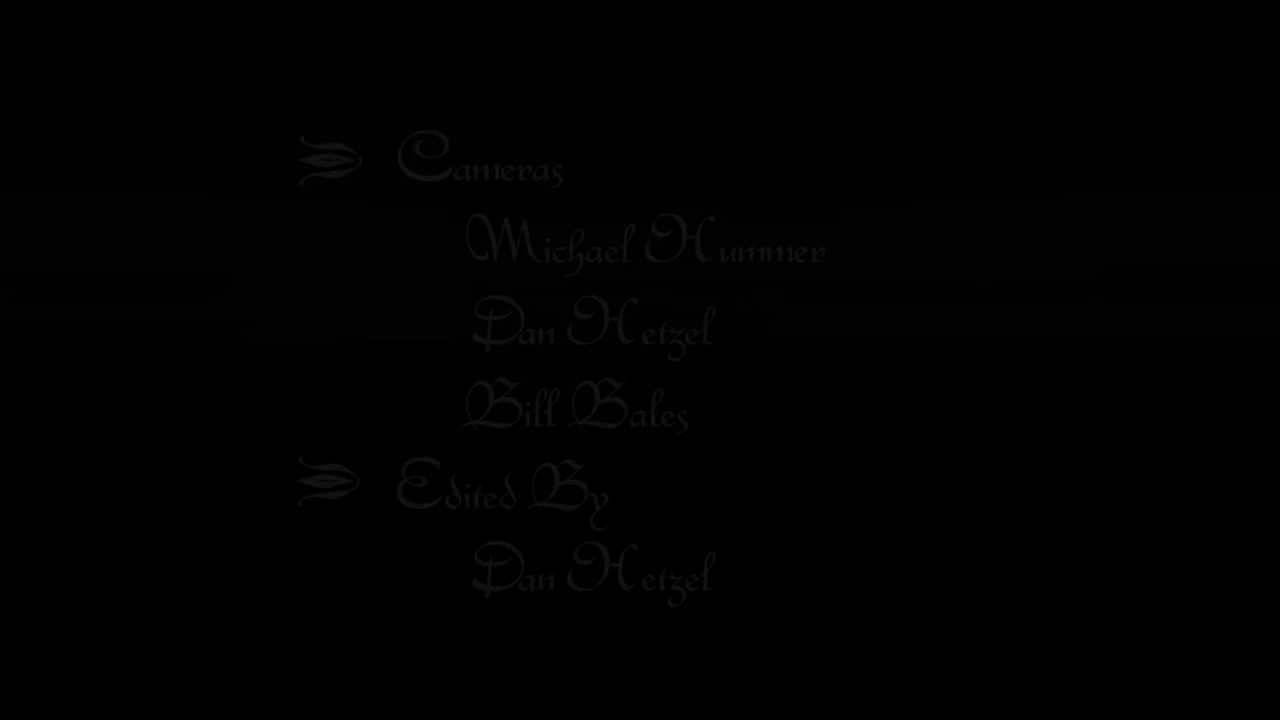 Cameras
Michael Hummer
Dan Hetzel
Bill Bales
Edited By
Dan Hetzel